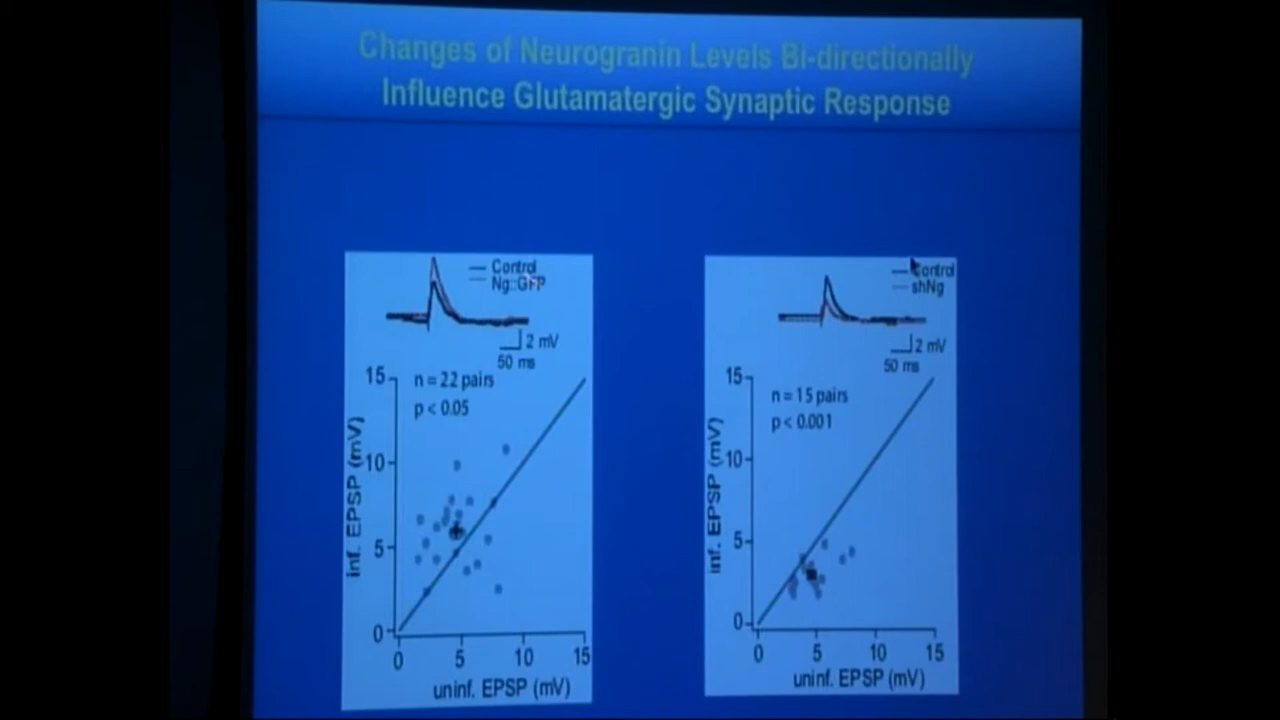 Changes of Neurogranin Levels Bi-directionally
Influence Glutamatergic Synaptic Response
Control
Ng::GFP
2 mV
50 ms
15
n = 22 pairs
p < 0.05
10
5
0
inf. EPSP (mV)
0 5 10 15
uninf. EPSP (mV)
Control
shNg
2 mV
50 ms
15
n = 15 pairs
p < 0.001
10
5
0
inf. EPSP (mV)
0 5 10 15
uninf. EPSP (mV)